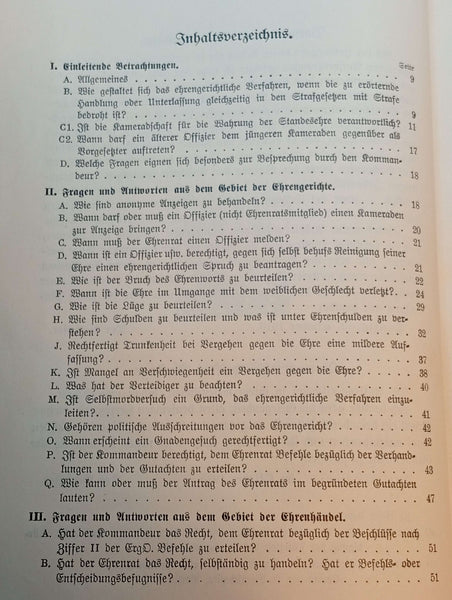 Inhaltsverzeichnis.
Seite
I. Einleitende Betrachtungen.
A. Allgemeines . . . . . . . . . . . . . . . . . . . 9
B. Wie gestaltet sich das ehrengerichtliche Verfahren, wenn die zu erörternde
Handlung oder Unterlassung gleichzeitig in den Strafgesetzen mit Strafe
bedroht ist? . . . . . . . . . . . . . . . . . . . 9
C1. Ist die Kameradschaft für die Wahrung der Standesehre verantwortlich? 11
C2. Wann darf ein älterer Offizier dem jüngeren Kameraden gegenüber als
Vorgesetzter auftreten? . . . . . . . . . . . . . . . 17
D. Welche Fragen eignen sich besonders zur Besprechung durch den Komman-
deur? . . . . . . . . . . . . . . . . . . . . . 18
II. Fragen und Antworten aus dem Gebiet der Ehrengerichte.
A. Wie sind anonyme Anzeigen zu behandeln? . . . . . . . . . 18
B. Wann darf oder muß ein Offizier (nicht Ehrenratsmitglied) einen Kameraden
zur Anzeige bringen? . . . . . . . . . . . . . . . . 20
C. Wann muß der Ehrenrat einen Offizier melden? . . . . . . . 21
D. Wann ist ein Offizier usw. berechtigt, gegen sich selbst behufs Reinigung seiner
Ehre einen ehrengerichtlichen Spruch zu beantragen? . . . . . . 21
E. Wie ist der Bruch des Ehrenworts zu beurteilen? . . . . . . . 22
F. Wann ist die Ehre im Umgange mit dem weiblichen Geschlecht verletzt? . . 24
G. Wie ist die Lüge zu beurteilen? . . . . . . . . . . . . 29
H. Wie sind Schulden zu beurteilen und was ist unter Ehrenschulden zu ver-
stehen? . . . . . . . . . . . . . . . . . . . . 32
J. Rechtfertigt Trunkenheit bei Vergehen gegen die Ehre eine mildere Auf-
fassung? . . . . . . . . . . . . . . . . . . . . 37
K. Ist Mangel an Verschwiegenheit ein Vergehen gegen die Ehre? . . . . 38
L. Was hat der Verteidiger zu beachten? . . . . . . . . . . 40
M. Ist Selbstmordversuch ein Grund, das ehrengerichtliche Verfahren einzu-
leiten? . . . . . . . . . . . . . . . . . . . . 41
N. Gehören politische Ausschreitungen vor das Ehrengericht? . . . . . 42
O. Wann erscheint ein Gnadengesuch gerechtfertigt? . . . . . . . 42
P. Ist der Kommandeur berechtigt, dem Ehrenrat Befehle bezüglich der Verhand-
lungen und der Gutachten zu erteilen? . . . . . . . . . . 43
Q. Wie kann oder muß der Antrag des Ehrenrats im begründeten Gutachten
lauten? . . . . . . . . . . . . . . . . . . . . 47
III. Fragen und Antworten aus dem Gebiet der Ehrenhändel.
A. Hat der Kommandeur das Recht, dem Ehrenrat bezüglich der Beschlüsse nach
Ziffer II der ErgO. Befehle zu erteilen? . . . . . . . . . . 51
B. Hat der Ehrenrat das Recht, selbständig zu handeln? Hat er Befehls- oder
Entscheidungsbefugnisse? . . . . . . . . . . . . . . 51